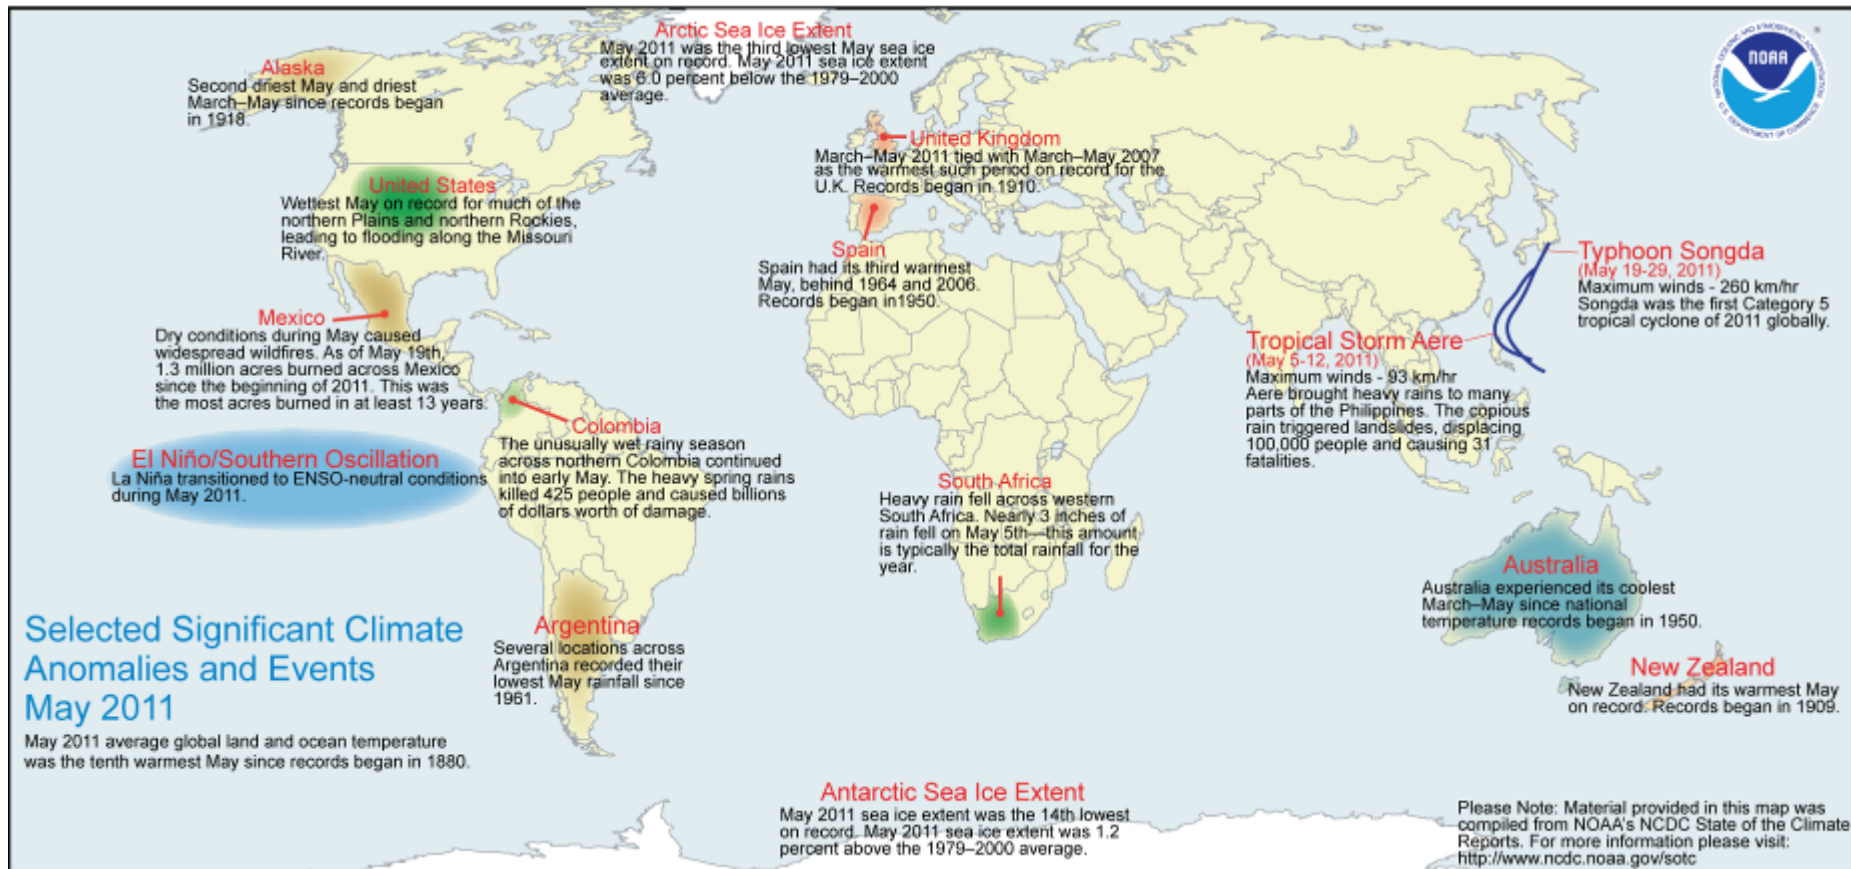 Arctic Sea Ice Extent
May 2011 was the third lowest May sea ice
extent on record. May 2011 sea ice extent
was 6.0 percent below the 1979–2000
average.
Alaska
Second driest May and driest
March–May since records began
in 1918.
NOAA
NATIONAL OCEANIC AND ATMOSPHERIC ADMINISTRATION
U.S. DEPARTMENT OF COMMERCE
United Kingdom
March–May 2011 tied with March–May 2007
as the warmest such period on record for the
U.K. Records began in 1910.
United States
Wettest May on record for much of the
northern Plains and northern Rockies,
leading to flooding along the Missouri
River.
Spain
Spain had its third warmest
May, behind 1964 and 2006.
Records began in1950.
Typhoon Songda
(May 19-29, 2011)
Maximum winds - 260 km/hr
Songda was the first Category 5
tropical cyclone of 2011 globally.
Mexico
Dry conditions during May caused
widespread wildfires. As of May 19th,
1.3 million acres burned across Mexico
since the beginning of 2011. This was
the most acres burned in at least 13 years.
Tropical Storm Aere
(May 5-12, 2011)
Maximum winds - 93 km/hr
Aere brought heavy rains to many
parts of the Philippines. The copious
rain triggered landslides, displacing
100,000 people and causing 31
fatalities.
Colombia
The unusually wet rainy season
across northern Colombia continued
into early May. The heavy spring rains
killed 425 people and caused billions
of dollars worth of damage.
El Niño/Southern Oscillation
La Niña transitioned to ENSO-neutral conditions
during May 2011.
South Africa
Heavy rain fell across western
South Africa. Nearly 3 inches of
rain fell on May 5th—this amount
is typically the total rainfall for the
year.
Australia
Australia experienced its coolest
March–May since national
temperature records began in 1950.
Argentina
Several locations across
Argentina recorded their
lowest May rainfall since
1961.
New Zealand
New Zealand had its warmest May
on record. Records began in 1909.
Selected Significant Climate
Anomalies and Events
May 2011
May 2011 average global land and ocean temperature
was the tenth warmest May since records began in 1880.
Antarctic Sea Ice Extent
May 2011 sea ice extent was the 14th lowest
on record. May 2011 sea ice extent was 1.2
percent above the 1979–2000 average.
Please Note: Material provided in this map was
compiled from NOAA's NCDC State of the Climate
Reports. For more information please visit:
http://www.ncdc.noaa.gov/sotc